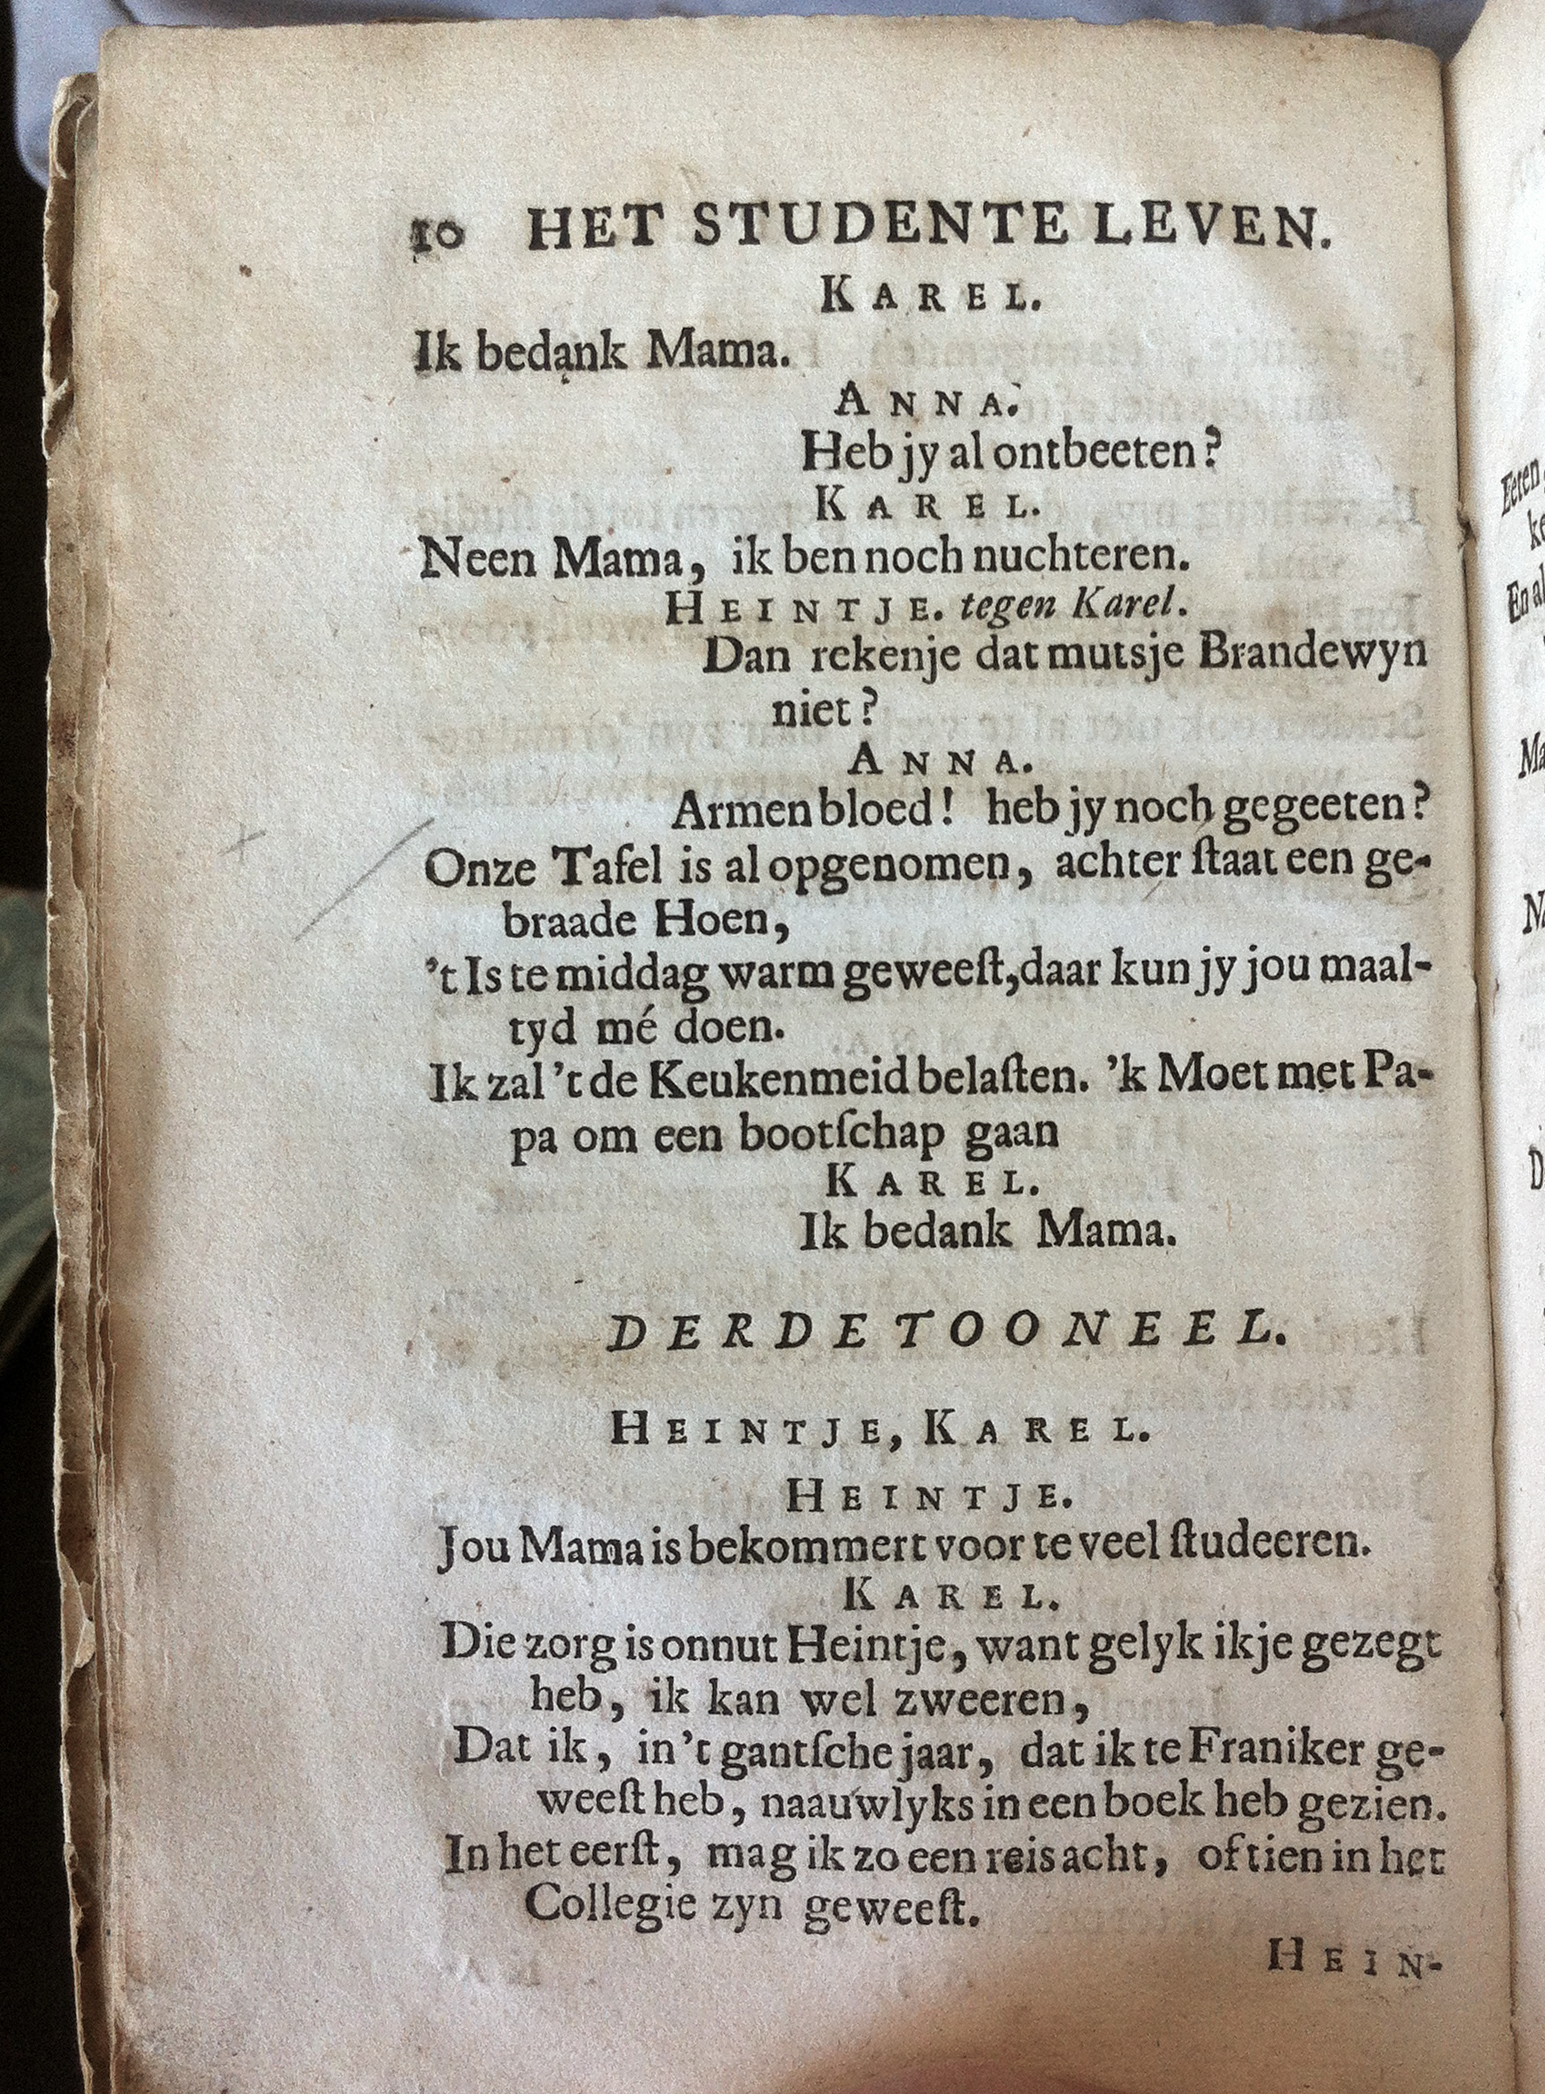 10 HET STUDENTE LEVEN.
KAREL.
Ik bedank Mama.
ANNA.
Heb jy al ontbeeten?
KAREL.
Neen Mama, ik ben noch nuchteren.
HEINTJE. tegen Karel.
Dan rekenje dat mutsje Brandewyn
niet?
ANNA.
Armen bloed! heb jy noch gegeeten?
Onze Tafel is al opgenomen, achter ſtaat een ge-
braade Hoen,
't Is te middag warm geweeſt, daar kun jy jou maal-
tyd mé doen.
Ik zal 't de Keukenmeid belaſten. 'k Moet met Pa-
pa om een bootſchap gaan
KAREL.
Ik bedank Mama.
DERDE TOONEEL.
HEINTJE, KAREL.
HEINTJE.
Jou Mama is bekommert voor te veel ſtudeeren.
KAREL.
Die zorg is onnut Heintje, want gelyk ikje gezegt
heb, ik kan wel zweeren,
Dat ik, in 't gantſche jaar, dat ik te Franiker ge-
weeſt heb, naauwlyks in een boek heb gezien.
In het eerſt, mag ik zo een reis acht, of tien in het
Collegie zyn geweeſt.
HEIN-
Eeten
En al